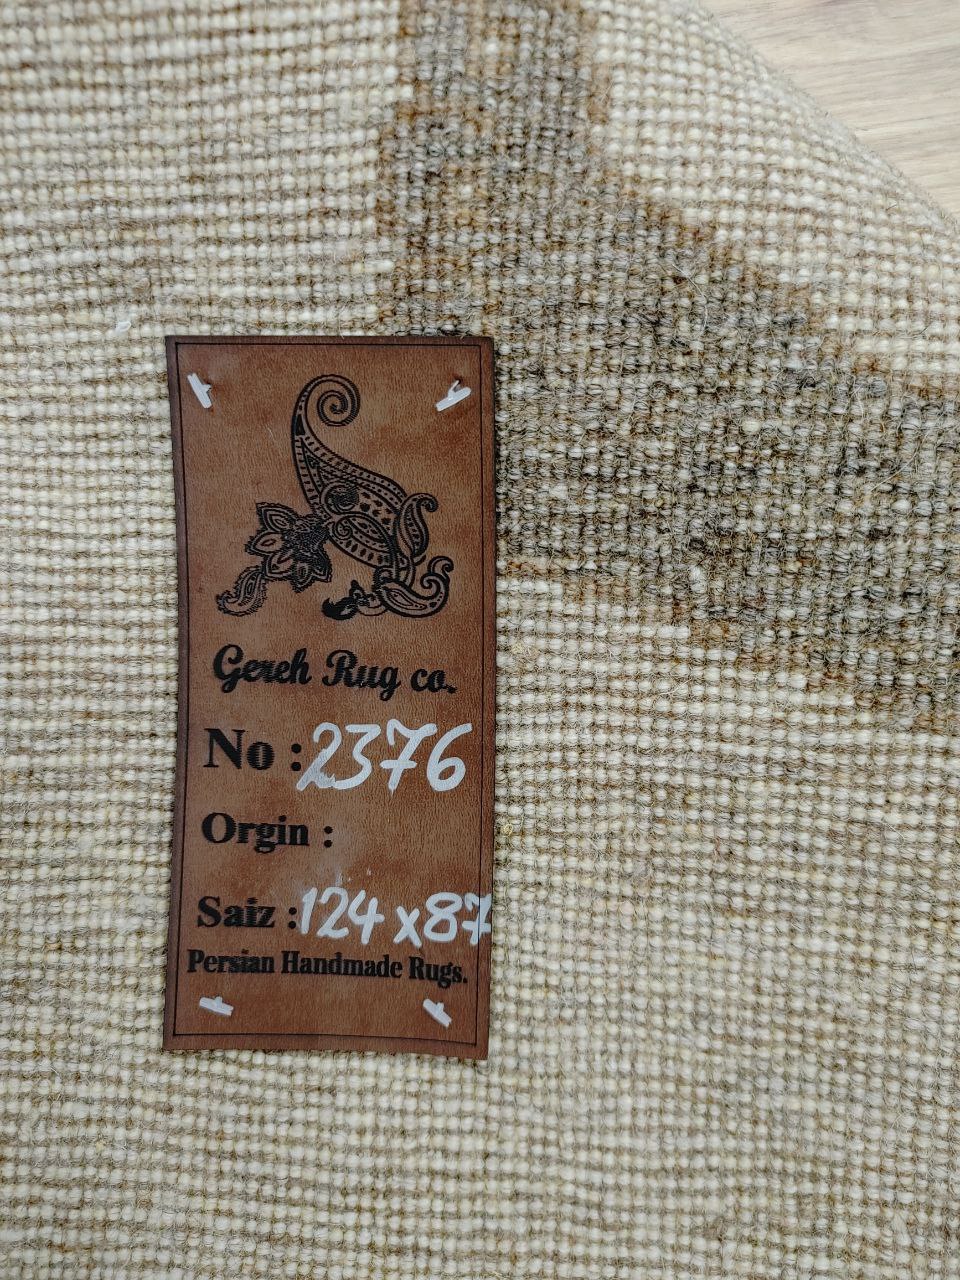 Gereh Rug co.
No : 2376
Orgin :
Saiz : 124 x 87
Persian Handmade Rugs.